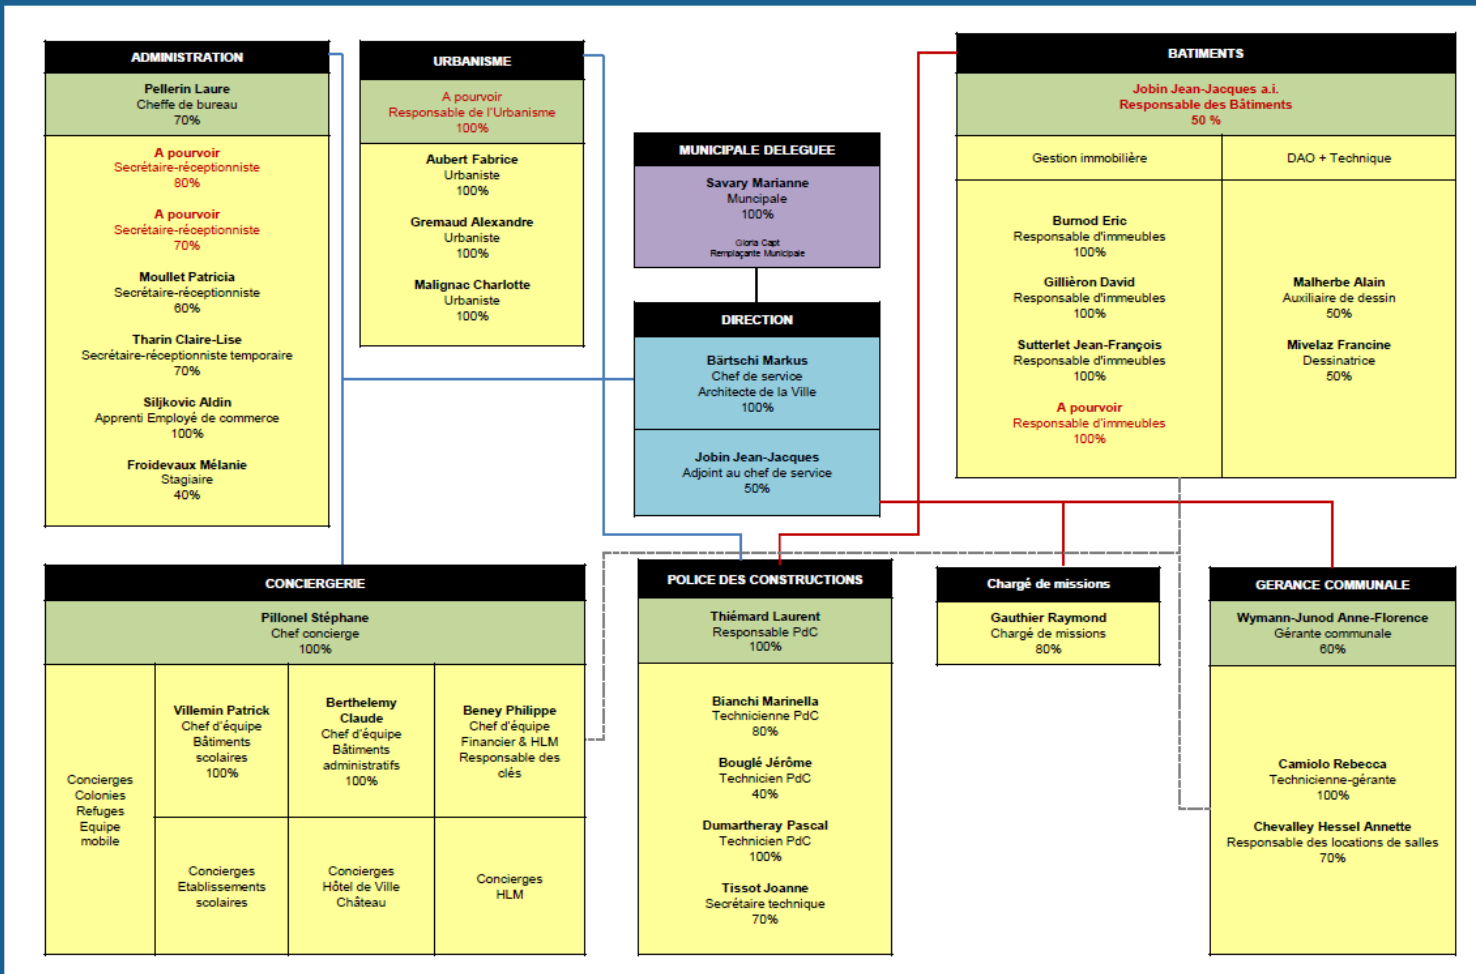 ADMINISTRATION
Pellerin Laure
Cheffe de bureau
70%
A pourvoir
Secrétaire-réceptionniste
80%
A pourvoir
Secrétaire-réceptionniste
70%
Moullet Patricia
Secrétaire-réceptionniste
60%
Tharin Claire-Lise
Secrétaire-réceptionniste temporaire
70%
Siljkovic Aldin
Apprenti Employé de commerce
100%
Froidevaux Mélanie
Stagiaire
40%
URBANISME
A pourvoir
Responsable de l'Urbanisme
100%
Aubert Fabrice
Urbaniste
100%
Gremaud Alexandre
Urbaniste
100%
Malignac Charlotte
Urbaniste
100%
MUNICIPALE DELEGUEE
Savary Marianne
Muncipale
100%
Gloria Capt
Remplaçante Municipale
DIRECTION
Bärtschi Markus
Chef de service
Architecte de la Ville
100%
Jobin Jean-Jacques
Adjoint au chef de service
50%
BATIMENTS
Jobin Jean-Jacques a.i.
Responsable des Bâtiments
50 %
Gestion immobilière
DAO + Technique
Burnod Eric
Responsable d'immeubles
100%
Gillièron David
Responsable d'immeubles
100%
Sutterlet Jean-François
Responsable d'immeubles
100%
A pourvoir
Responsable d'immeubles
100%
Malherbe Alain
Auxiliaire de dessin
50%
Mivelaz Francine
Dessinatrice
50%
CONCIERGERIE
Pillonel Stéphane
Chef concierge
100%
Concierges
Colonies
Refuges
Equipe
mobile
Villemin Patrick
Chef d'équipe
Bâtiments
scolaires
100%
Berthelemy
Claude
Chef d'équipe
Bâtiments
administratifs
100%
Beney Philippe
Chef d'équipe
Financier & HLM
Responsable des
clés
Concierges
Etablissements
scolaires
Concierges
Hôtel de Ville
Château
Concierges
HLM
POLICE DES CONSTRUCTIONS
Thiémard Laurent
Responsable PdC
100%
Bianchi Marinella
Technicienne PdC
80%
Bouglé Jérôme
Technicien PdC
40%
Dumartheray Pascal
Technicien PdC
100%
Tissot Joanne
Secrétaire technique
70%
Chargé de missions
Gauthier Raymond
Chargé de missions
80%
GERANCE COMMUNALE
Wymann-Junod Anne-Florence
Gérante communale
60%
Camiolo Rebecca
Technicienne-gérante
100%
Chevalley Hessel Annette
Responsable des locations de salles
70%